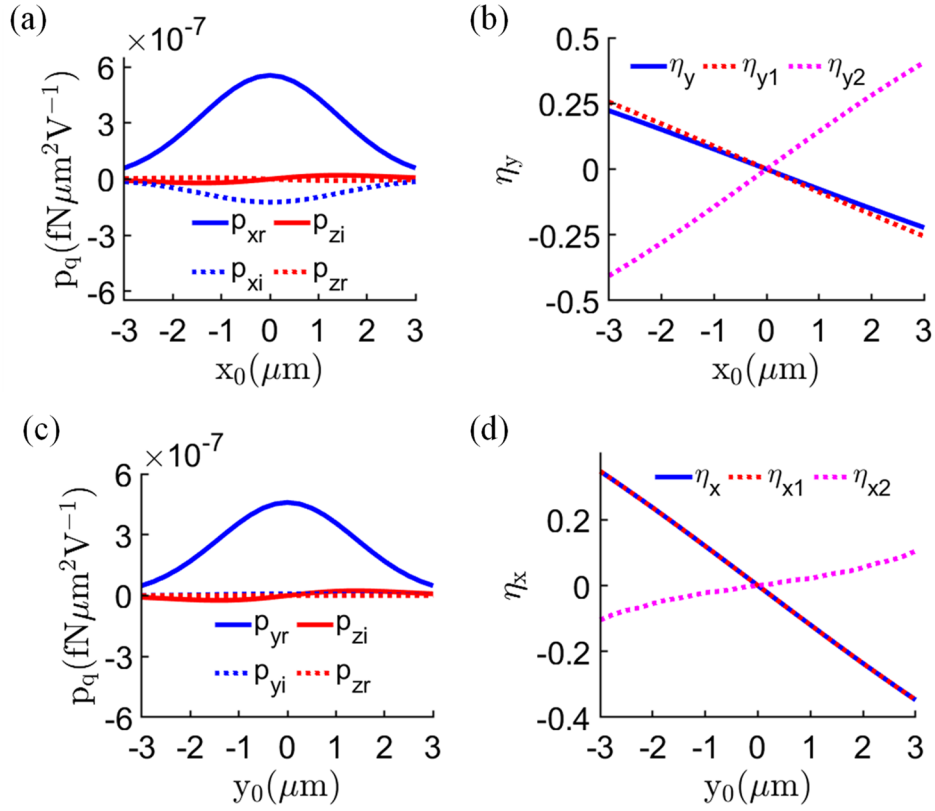 (a)
×10⁻⁷
6
3
0
-3
-6
p_q(fNμm²V⁻¹)
p_xr p_zi
p_xi p_zr
-3 -2 -1 0 1 2 3
x₀(μm)
(b)
0.5
0.25
0
-0.25
-0.5
η_y
η_y η_y1 η_y2
-3 -2 -1 0 1 2 3
x₀(μm)
(c)
×10⁻⁷
6
3
0
-3
-6
p_q(fNμm²V⁻¹)
p_yr p_zi
p_yi p_zr
-3 -2 -1 0 1 2 3
y₀(μm)
(d)
0.2
0
-0.2
-0.4
η_x
η_x η_x1 η_x2
-3 -2 -1 0 1 2 3
y₀(μm)